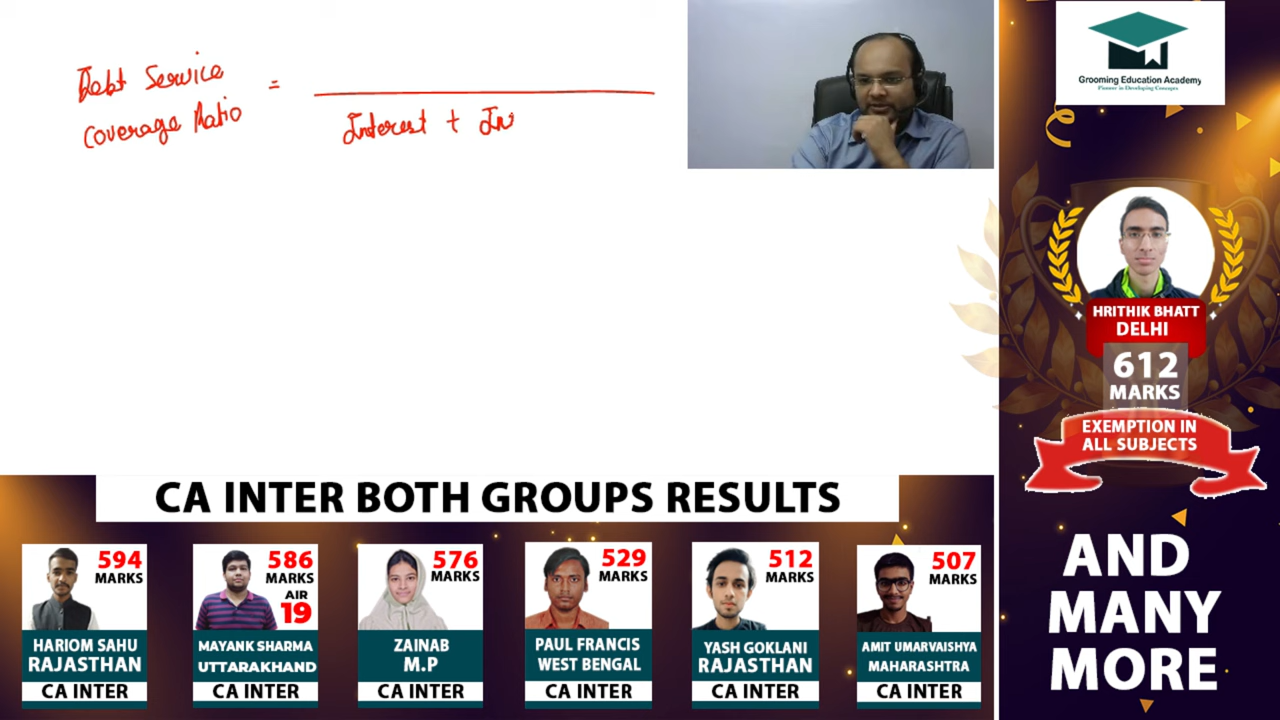 Debt Service
Coverage Ratio
=
Interest + In
Grooming Education Academy
Pioneer in Developing Concepts
HRITHIK BHATT
DELHI
612
MARKS
EXEMPTION IN
ALL SUBJECTS
AND
MANY
MORE
CA INTER BOTH GROUPS RESULTS
594
MARKS
HARIOM SAHU
RAJASTHAN
CA INTER
586
MARKS
AIR
19
MAYANK SHARMA
UTTARAKHAND
CA INTER
576
MARKS
ZAINAB
M.P
CA INTER
529
MARKS
PAUL FRANCIS
WEST BENGAL
CA INTER
512
MARKS
YASH GOKLANI
RAJASTHAN
CA INTER
507
MARKS
AMIT UMARVAISHYA
MAHARASHTRA
CA INTER